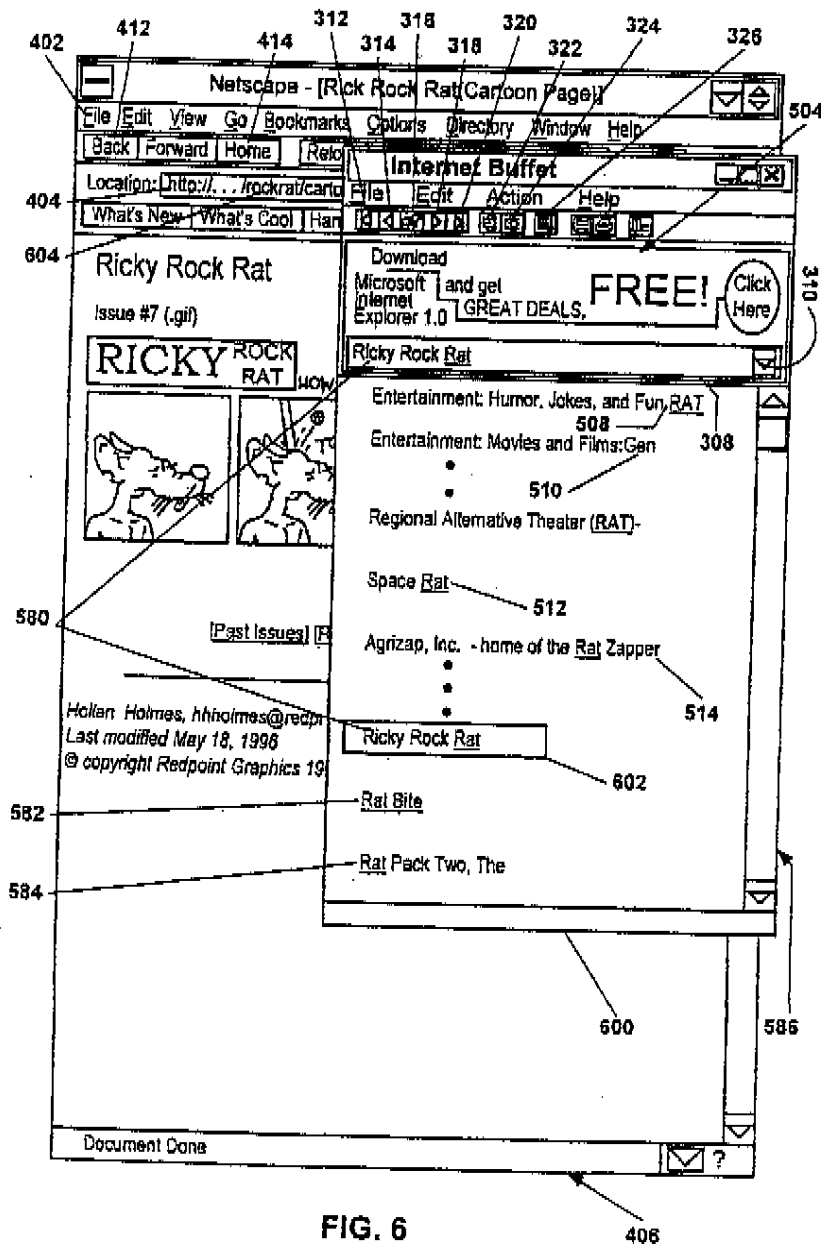 312 316 320 324
402 412 414 314 318 322 326
Netscape - [Rick Rock Rat(Cartoon Page)]
File Edit View Go Bookmarks Options Directory Window Help
504
Back Forward Home Relo
Internet Buffet
Location: http://. . ./rockrat/carto
File Edit Action Help
404
What's New What's Cool Han
604
Ricky Rock Rat
Issue #7 (.gif)
RICKY ROCK RAT
HOW
Download
Microsoft Internet Explorer 1.0
and get
GREAT DEALS,
FREE!
Click Here
310
Ricky Rock Rat
Entertainment: Humor, Jokes, and Fun RAT
508
308
Entertainment: Movies and Films:Gen
510
Regional Alternative Theater (RAT)-
Space Rat
512
580
[Past Issues]
Agrizap, Inc. - home of the Rat Zapper
514
Hollan Holmes, hhholmes@redpr
Last modified May 18, 1996
© copyright Redpoint Graphics 19
Ricky Rock Rat
602
582
Rat Bite
584
Rat Pack Two, The
600
586
Document Done
?
FIG. 6
406